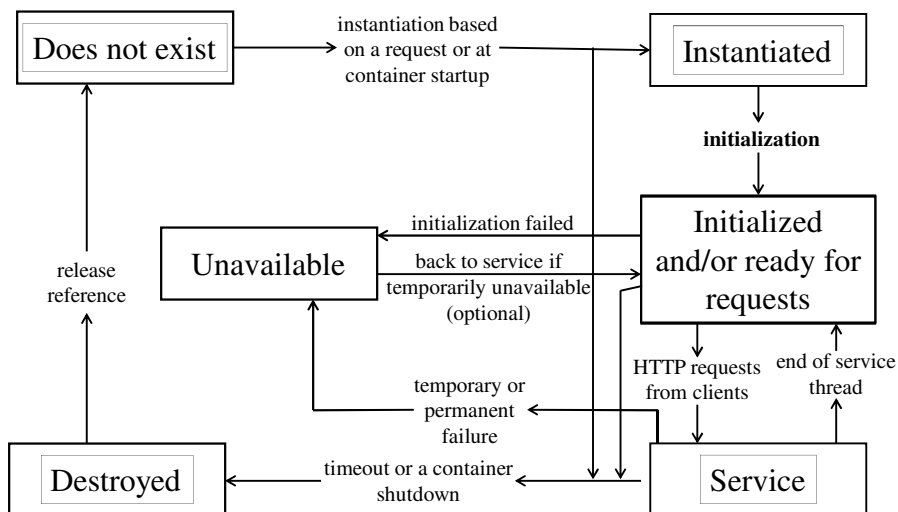 Does not exist
instantiation based
on a request or at
container startup
Instantiated
initialization
Initialized
and/or ready for
requests
initialization failed
Unavailable
back to service if
temporarily unavailable
(optional)
release
reference
HTTP requests
from clients
end of service
thread
temporary or
permanent
failure
Destroyed
timeout or a container
shutdown
Service